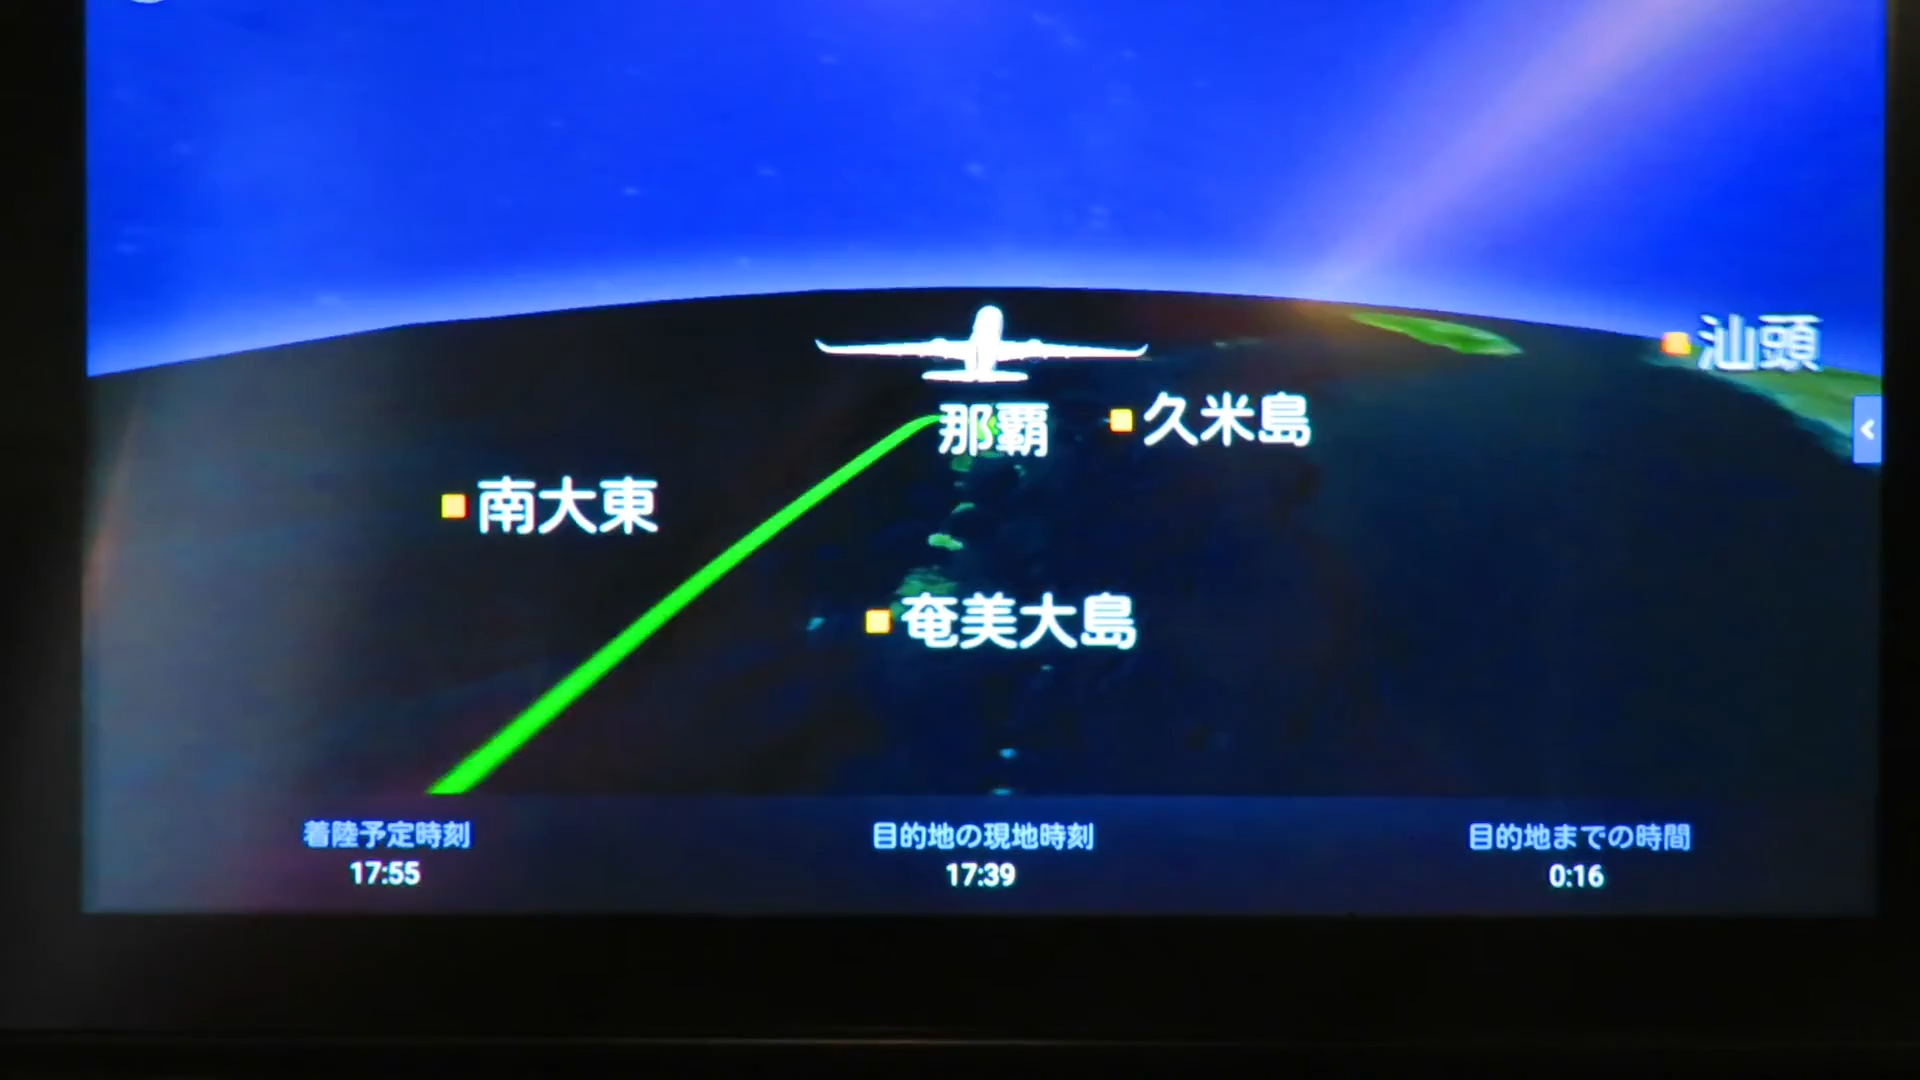 汕頭
那覇
久米島
南大東
奄美大島
着陸予定時刻
17:55
目的地の現地時刻
17:39
目的地までの時間
0:16